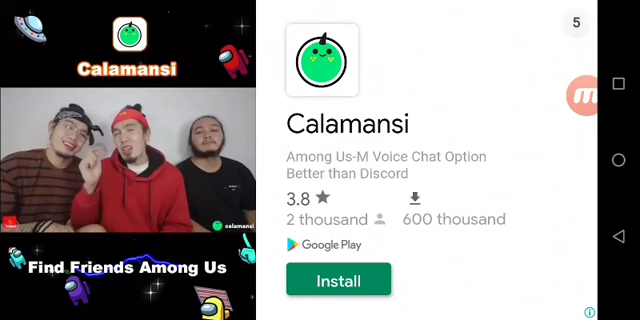 Calamansi
calamansi
Find Friends Among Us
5
Calamansi
Among Us-M Voice Chat Option
Better than Discord
3.8
2 thousand 600 thousand
Google Play
Install